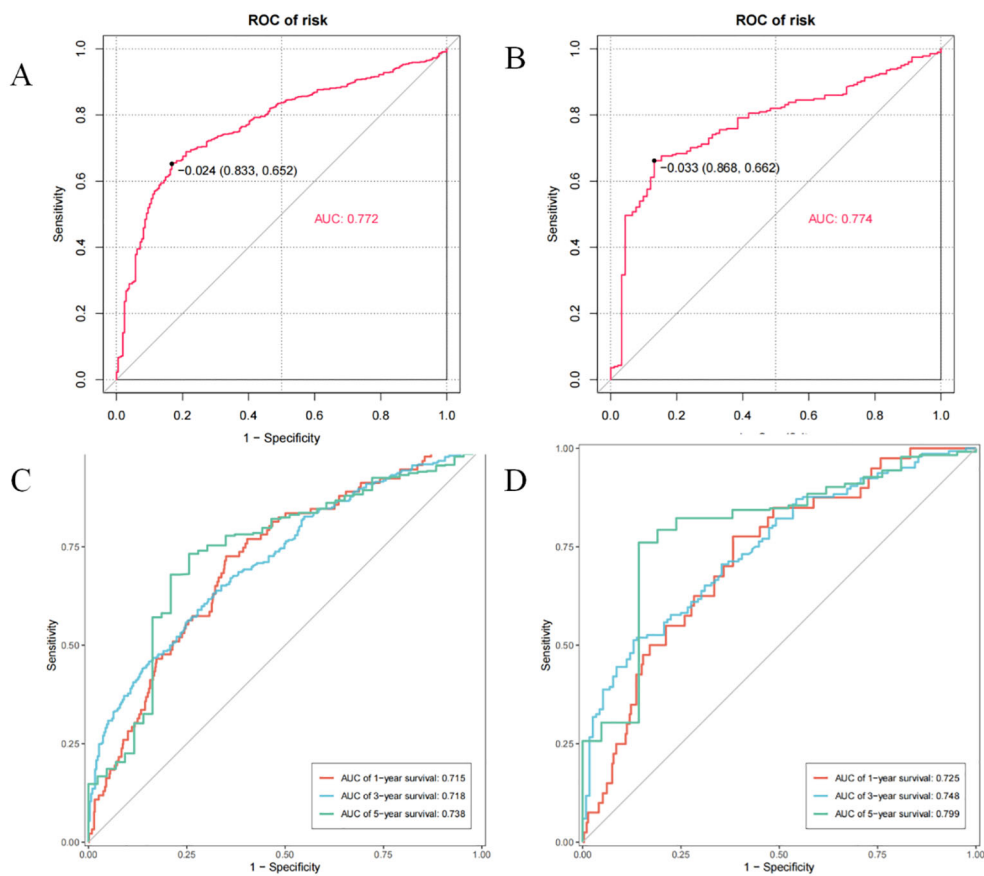 A
ROC of risk
Sensitivity
1.0
0.8
0.6
0.4
0.2
0.0
−0.024 (0.833, 0.652)
AUC: 0.772
0.0 0.2 0.4 0.6 0.8 1.0
1 − Specificity
B
ROC of risk
Sensitivity
1.0
0.8
0.6
0.4
0.2
0.0
−0.033 (0.868, 0.662)
AUC: 0.774
0.0 0.2 0.4 0.6 0.8 1.0
C
Sensitivity
0.75
0.50
0.25
0.00
AUC of 1−year survival: 0.715
AUC of 3−year survival: 0.718
AUC of 5−year survival: 0.738
0.00 0.25 0.50 0.75 1.00
1 − Specificity
D
Sensitivity
1.00
0.75
0.50
0.25
0.00
AUC of 1−year survival: 0.725
AUC of 3−year survival: 0.748
AUC of 5−year survival: 0.799
0.00 0.25 0.50 0.75 1.00
1 − Specificity